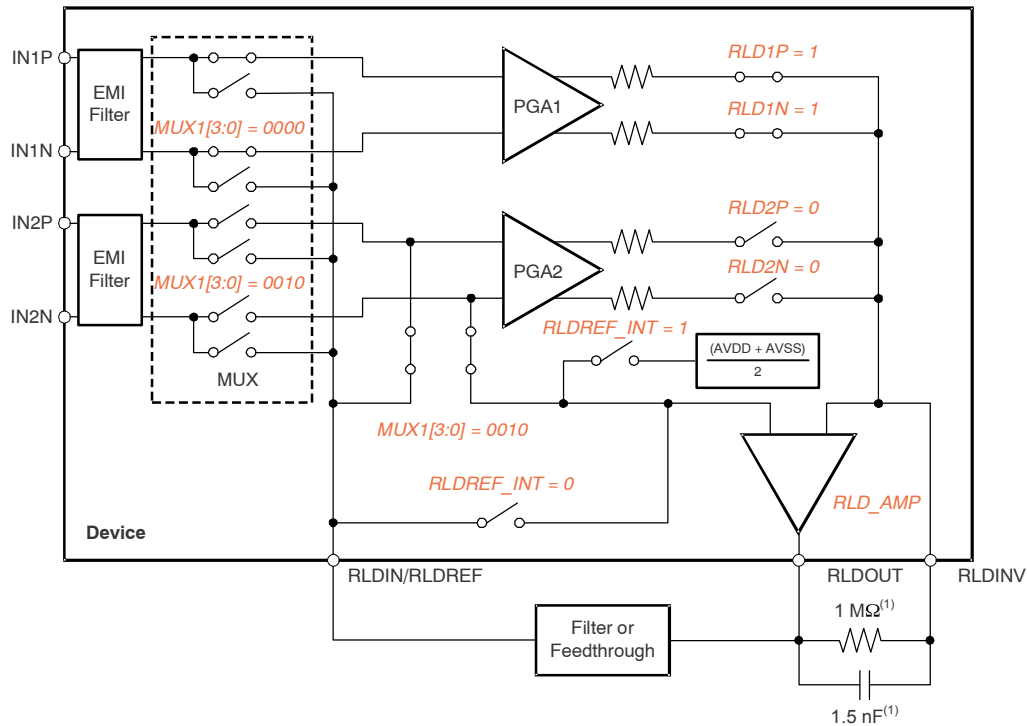 IN1P
EMI
Filter
IN1N
MUX1[3:0] = 0000
PGA1
RLD1P = 1
RLD1N = 1
IN2P
EMI
Filter
IN2N
MUX1[3:0] = 0010
MUX
PGA2
RLD2P = 0
RLD2N = 0
RLDREF_INT = 1
(AVDD + AVSS)
2
MUX1[3:0] = 0010
RLDREF_INT = 0
RLD_AMP
Device
RLDIN/RLDREF
RLDOUT
RLDINV
Filter or
Feedthrough
1 MΩ(1)
1.5 nF(1)